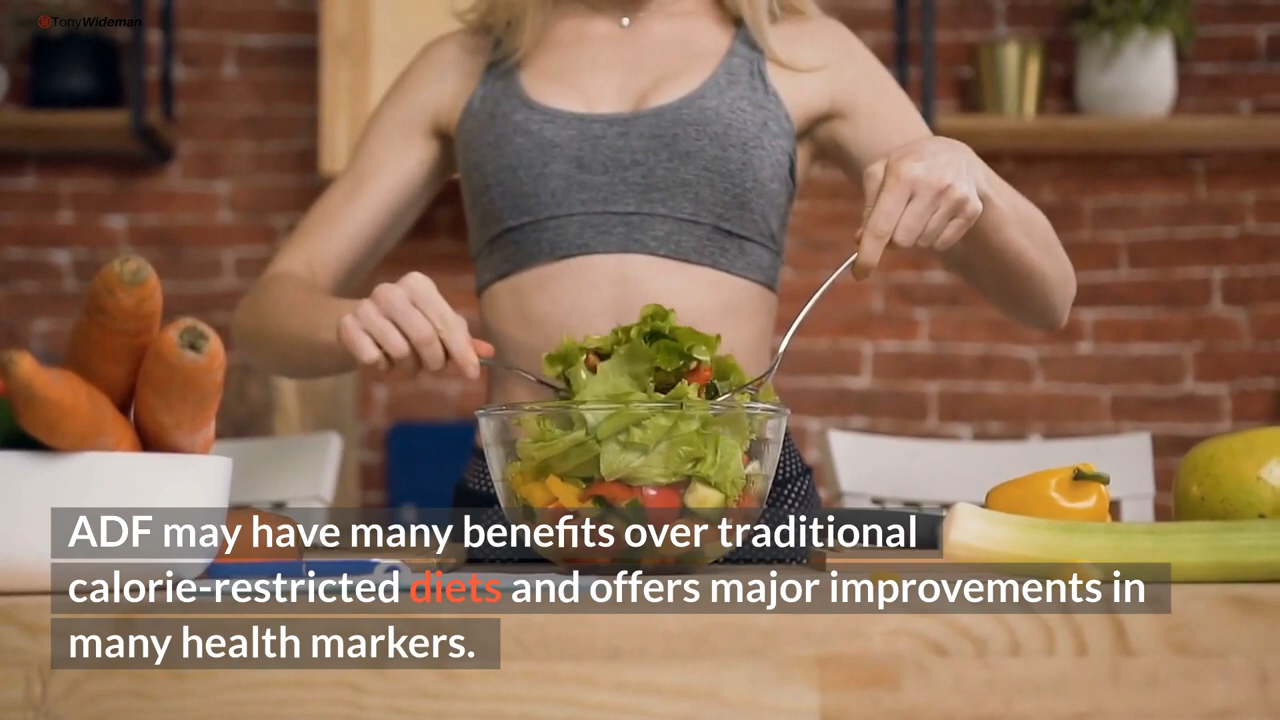 TonyWideman
ADF may have many benefits over traditional
calorie-restricted diets and offers major improvements in
many health markers.